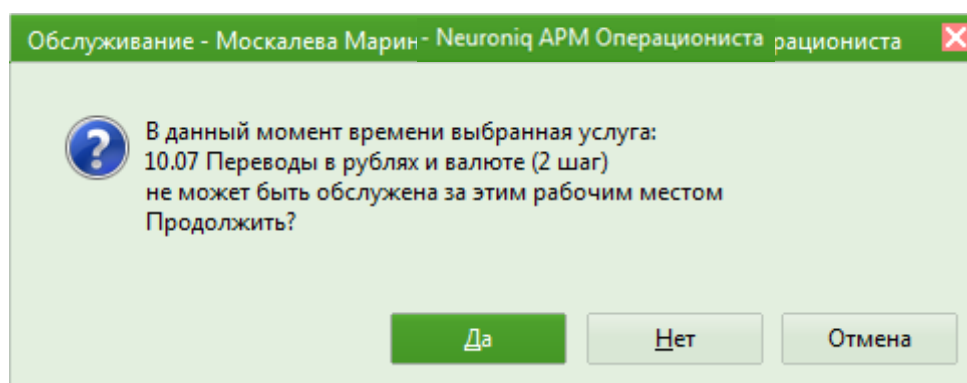 Обслуживание - Москалева Марин - Neuroniq АРМ Операциониста рациониста
В данный момент времени выбранная услуга:
10.07 Переводы в рублях и валюте (2 шаг)
не может быть обслужена за этим рабочим местом
Продолжить?
Да Нет Отмена